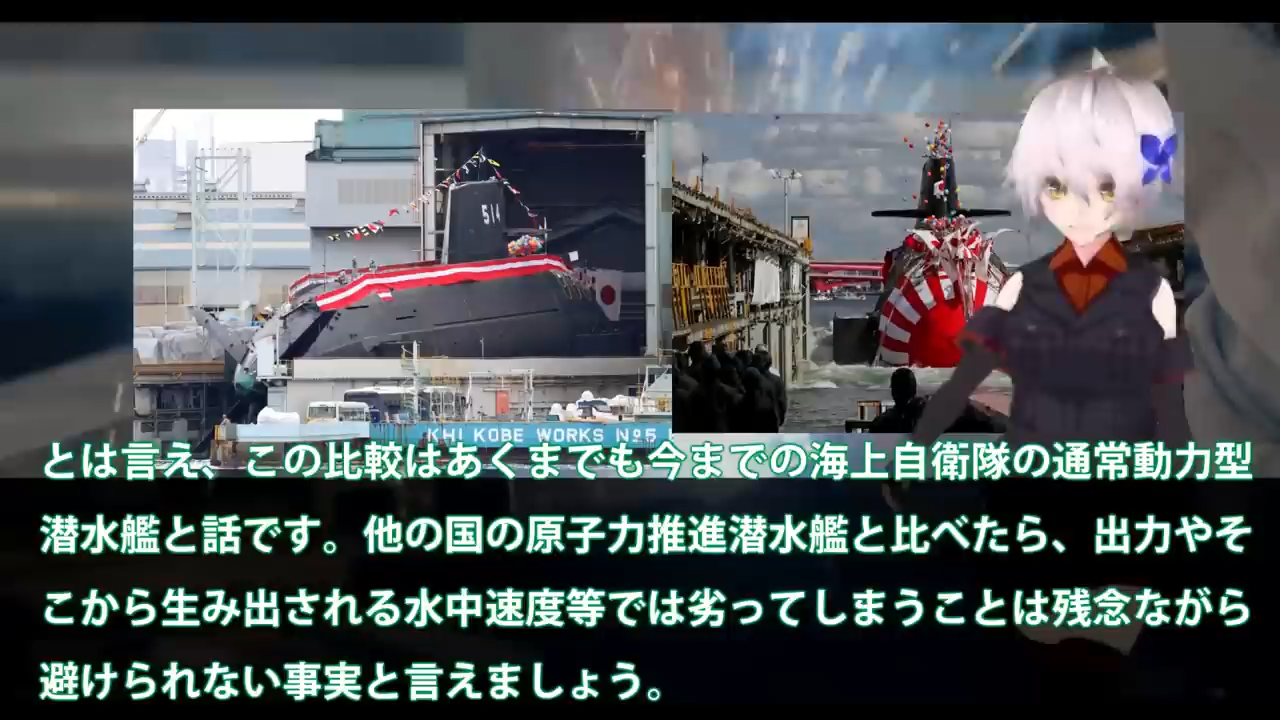 514
KHI KOBE WORKS No5
とは言え、この比較はあくまでも今までの海上自衛隊の通常動力型
潜水艦と話です。他の国の原子力推進潜水艦と比べたら、出力やそ
こから生み出される水中速度等では劣ってしまうことは残念ながら
避けられない事実と言えましょう。